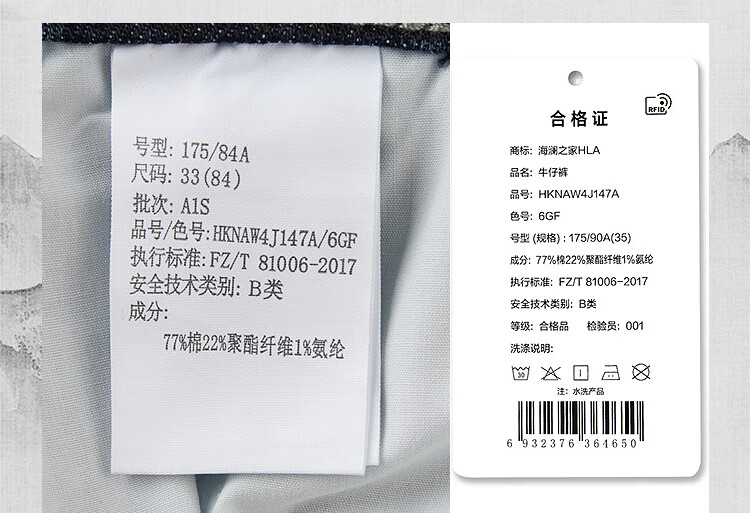 号型: 175/84A
尺码: 33(84)
批次: A1S
品号/色号:HKNAW4J147A/6GF
执行标准:FZ/T 81006-2017
安全技术类别: B类
成分:
77%棉22%聚酯纤维1%氨纶
RFID
合格证
商标: 海澜之家HLA
品名: 牛仔裤
品号: HKNAW4J147A
色号: 6GF
号型 (规格) : 175/90A(35)
成分: 77%棉22%聚酯纤维1%氨纶
执行标准: FZ/T 81006-2017
安全技术类别: B类
等级: 合格品 检验员: 001
洗涤说明:
30
注: 水洗产品
6 932376 364650